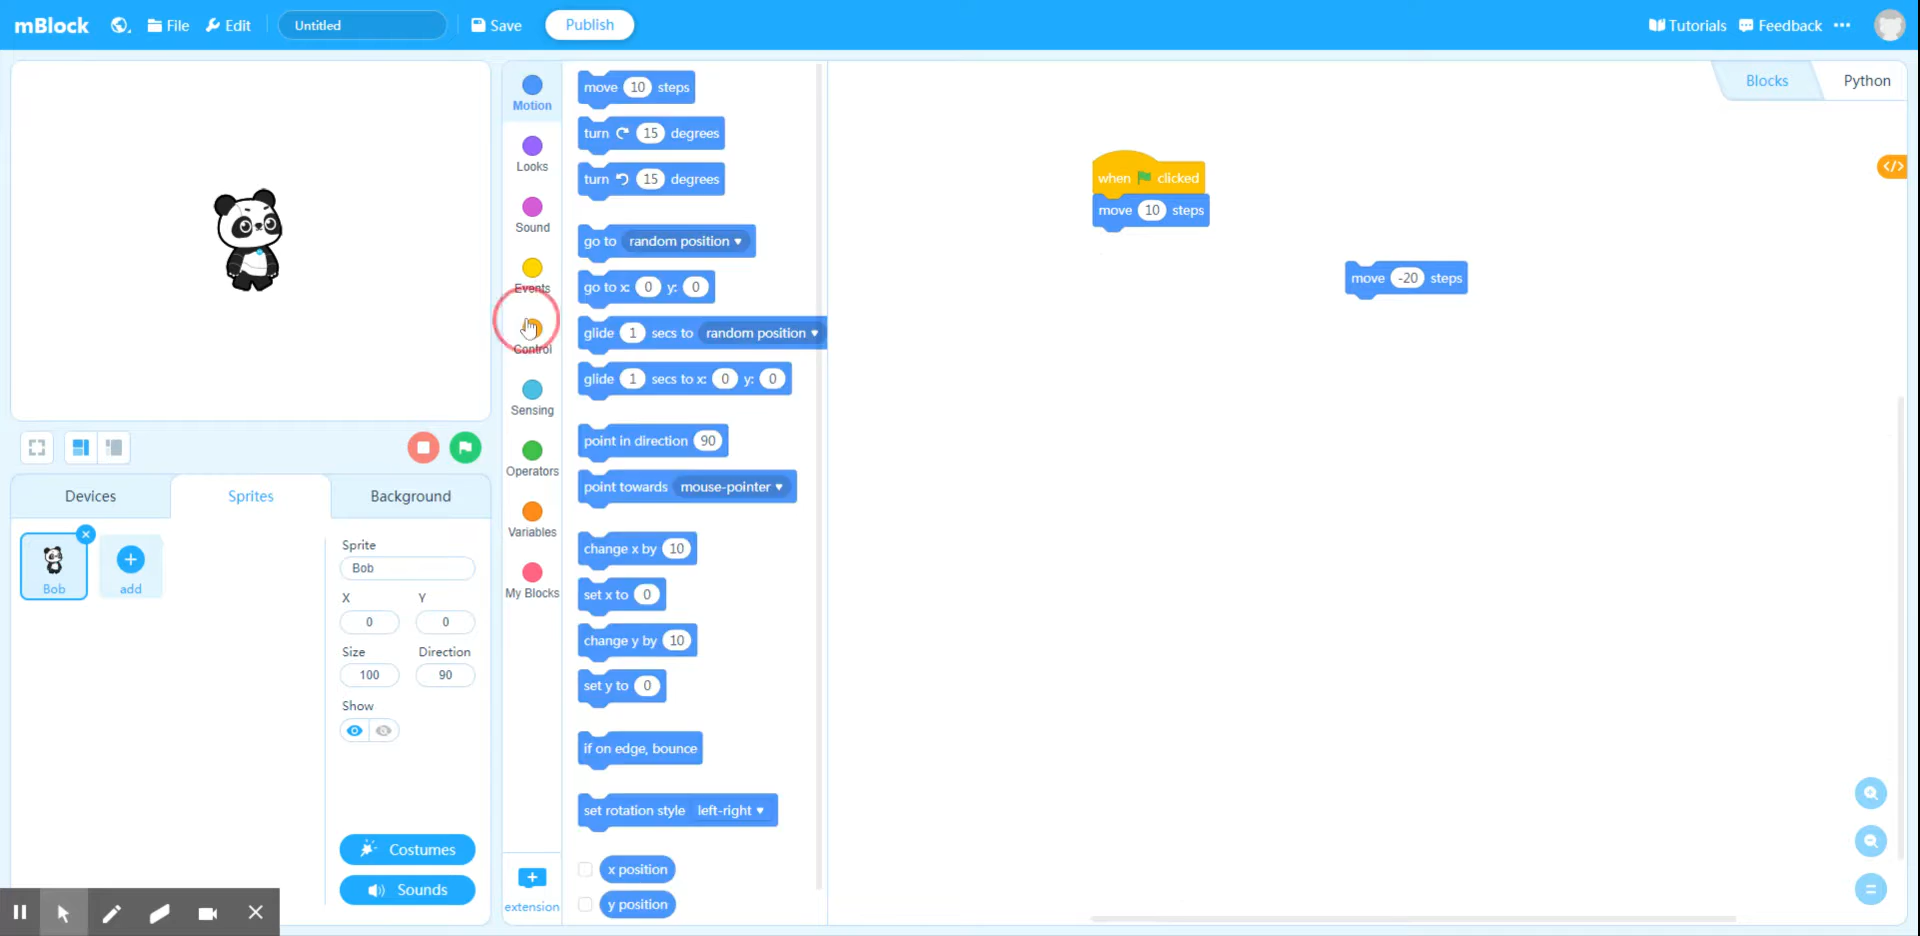 mBlock File Edit Untitled Save Publish Tutorials Feedback
Blocks Python
Motion
Looks
Sound
Events
Control
Sensing
Operators
Variables
My Blocks
extension
move 10 steps
turn 15 degrees
turn 15 degrees
go to random position
go to x: 0 y: 0
glide 1 secs to random position
glide 1 secs to x: 0 y: 0
point in direction 90
point towards mouse-pointer
change x by 10
set x to 0
change y by 10
set y to 0
if on edge, bounce
set rotation style left-right
x position
y position
when clicked
move 10 steps
move -20 steps
Devices Sprites Background
Bob
add
Sprite
Bob
X Y
0 0
Size Direction
100 90
Show
Costumes
Sounds